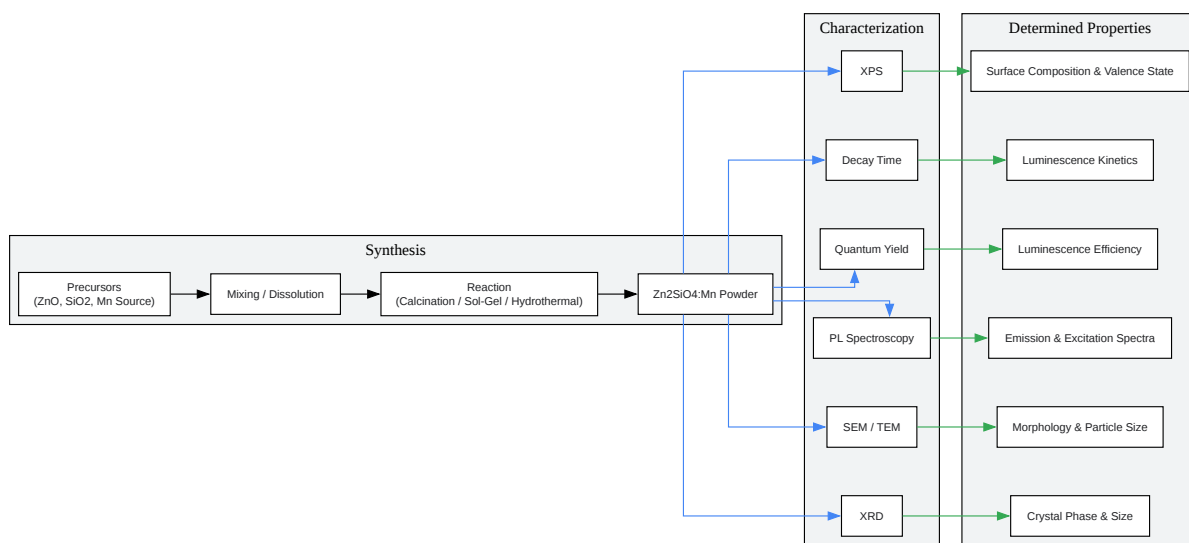 Characterization
Determined Properties
XPS
Surface Composition & Valence State
Decay Time
Luminescence Kinetics
Synthesis
Quantum Yield
Luminescence Efficiency
Precursors
(ZnO, SiO2, Mn Source)
Mixing / Dissolution
Reaction
(Calcination / Sol-Gel / Hydrothermal)
Zn2SiO4:Mn Powder
PL Spectroscopy
Emission & Excitation Spectra
SEM / TEM
Morphology & Particle Size
XRD
Crystal Phase & Size